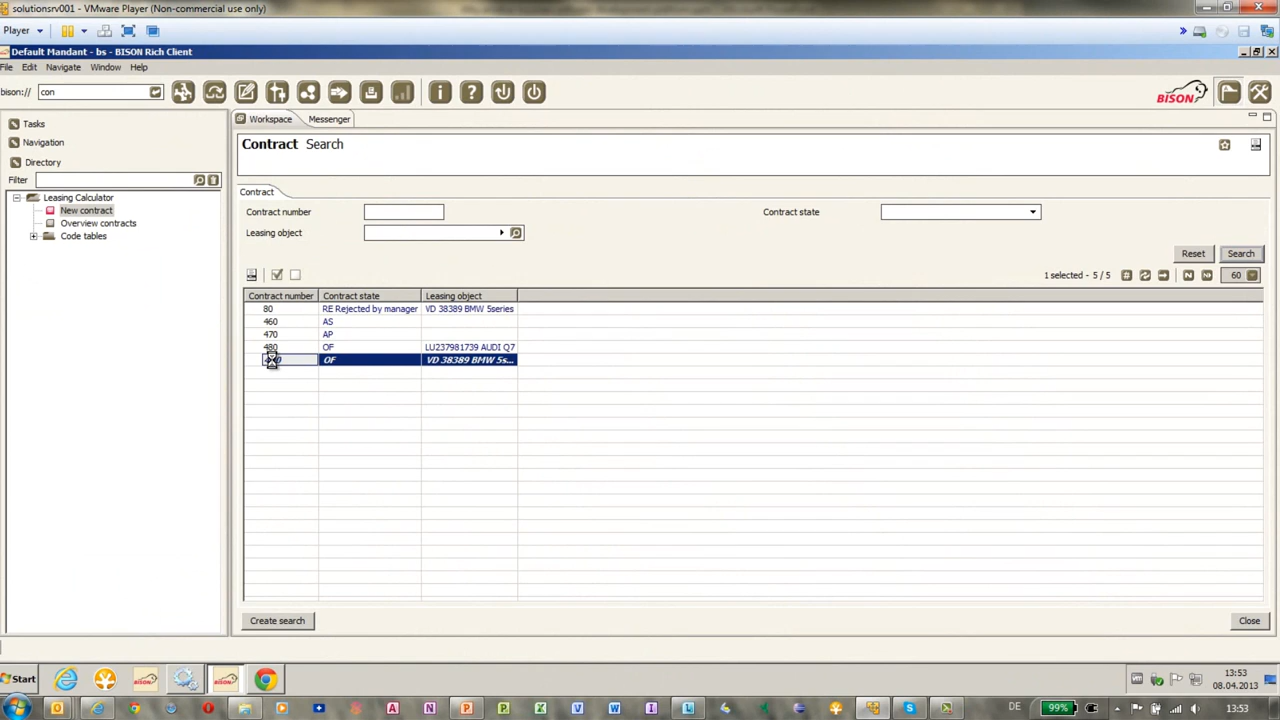 solutionsrv001 - VMware Player (Non-commercial use only)
Player
Default Mandant - bs - BISON Rich Client
File Edit Navigate Window Help
bison:// con
BISON
Tasks
Navigation
Directory
Filter
Leasing Calculator
New contract
Overview contracts
Code tables
Workspace Messenger
Contract Search
Contract
Contract number Contract state
Leasing object
Reset Search
1 selected - 5 / 5 60
Contract number Contract state Leasing object
80 RE Rejected by manager VD 38389 BMW 5series
460 AS
470 AP
480 OF LU237981739 AUDI Q7
OF VD 38389 BMW 5s...
Create search Close
Start
BISON
BISON
13:53
08.04.2013
DE 99% 13:53